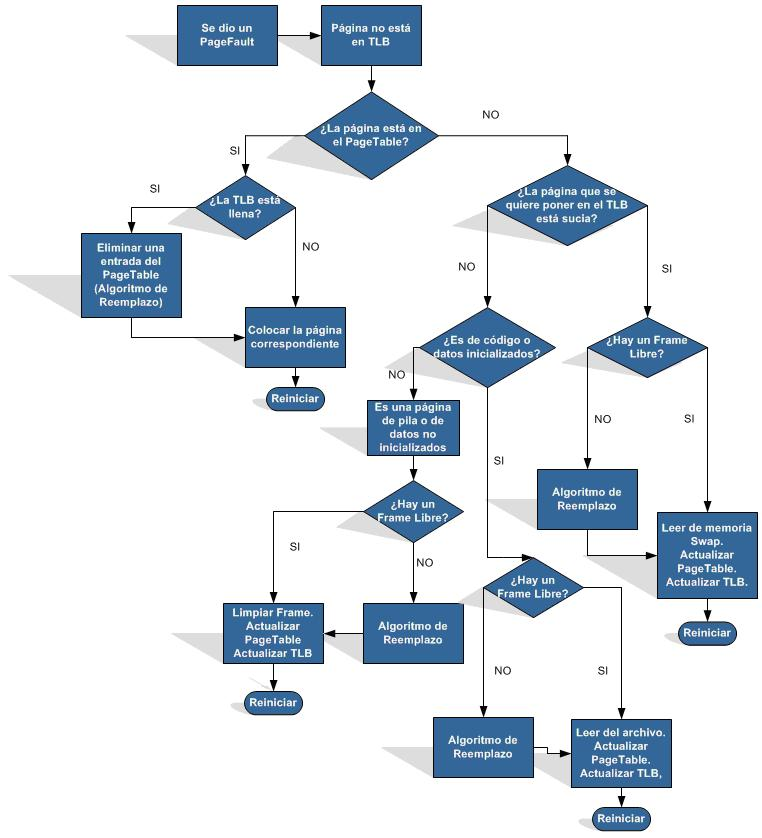 Se dio un
PageFault
Página no está
en TLB
¿La página está en
el PageTable?
SI
NO
¿La TLB está
llena?
SI
NO
Eliminar una
entrada del
PageTable
(Algoritmo de
Reemplazo)
Colocar la página
correspondiente
Reiniciar
¿La página que se
quiere poner en el TLB
está sucia?
NO
SI
¿Es de código o
datos inicializados?
NO
SI
Es una página
de pila o de
datos no
inicializados
¿Hay un
Frame Libre?
SI
NO
Limpiar Frame.
Actualizar
PageTable
Actualizar TLB
Algoritmo de
Reemplazo
Reiniciar
¿Hay un
Frame Libre?
NO
SI
Algoritmo de
Reemplazo
Leer del archivo.
Actualizar
PageTable.
Actualizar TLB,
Reiniciar
¿Hay un Frame
Libre?
NO
SI
Algoritmo de
Reemplazo
Leer de memoria
Swap.
Actualizar
PageTable.
Actualizar TLB.
Reiniciar